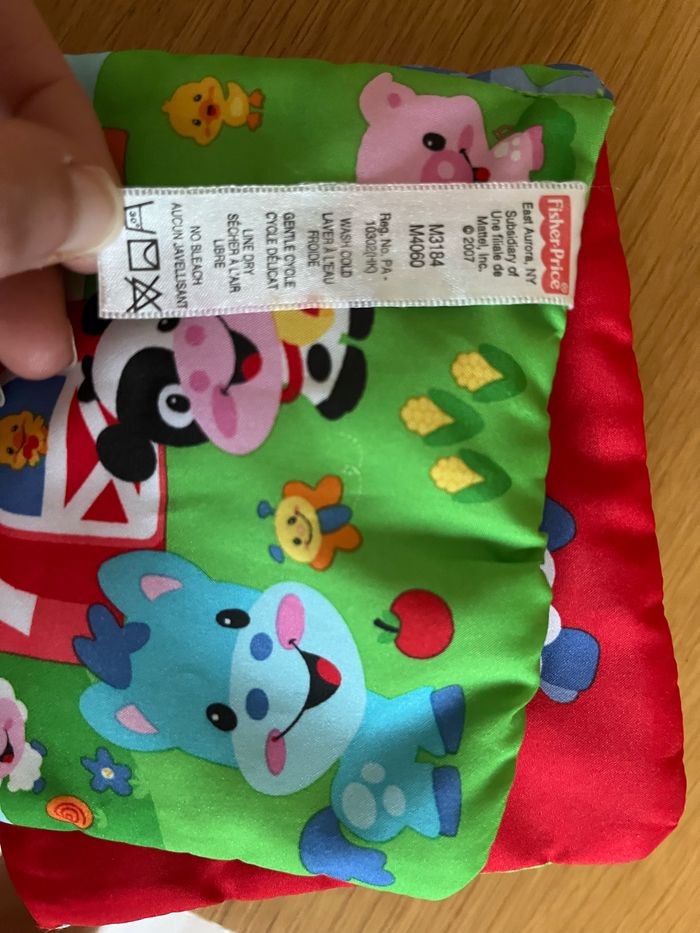 Fisher-Price®
East Aurora, NY
Subsidiary of
Une filiale de
Mattel, Inc.
© 2007
M3184
M4060
Reg. No. PA -
10302(HK)
WASH COLD
LAVER À L'EAU
FROIDE
GENTLE CYCLE
CYCLE DÉLICAT
LINE DRY
SÉCHER À L'AIR
LIBRE
NO BLEACH
AUCUN JAVELLISANT
30°